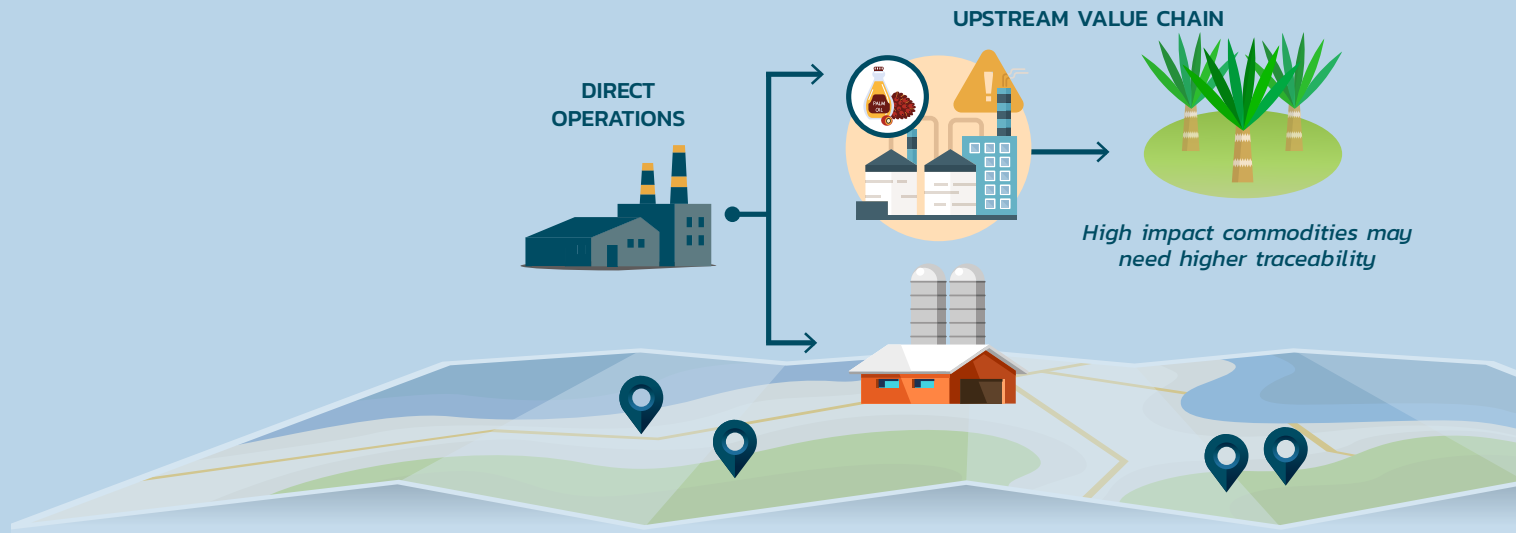 UPSTREAM VALUE CHAIN
DIRECT
OPERATIONS
PALM
OIL
High impact commodities may
need higher traceability